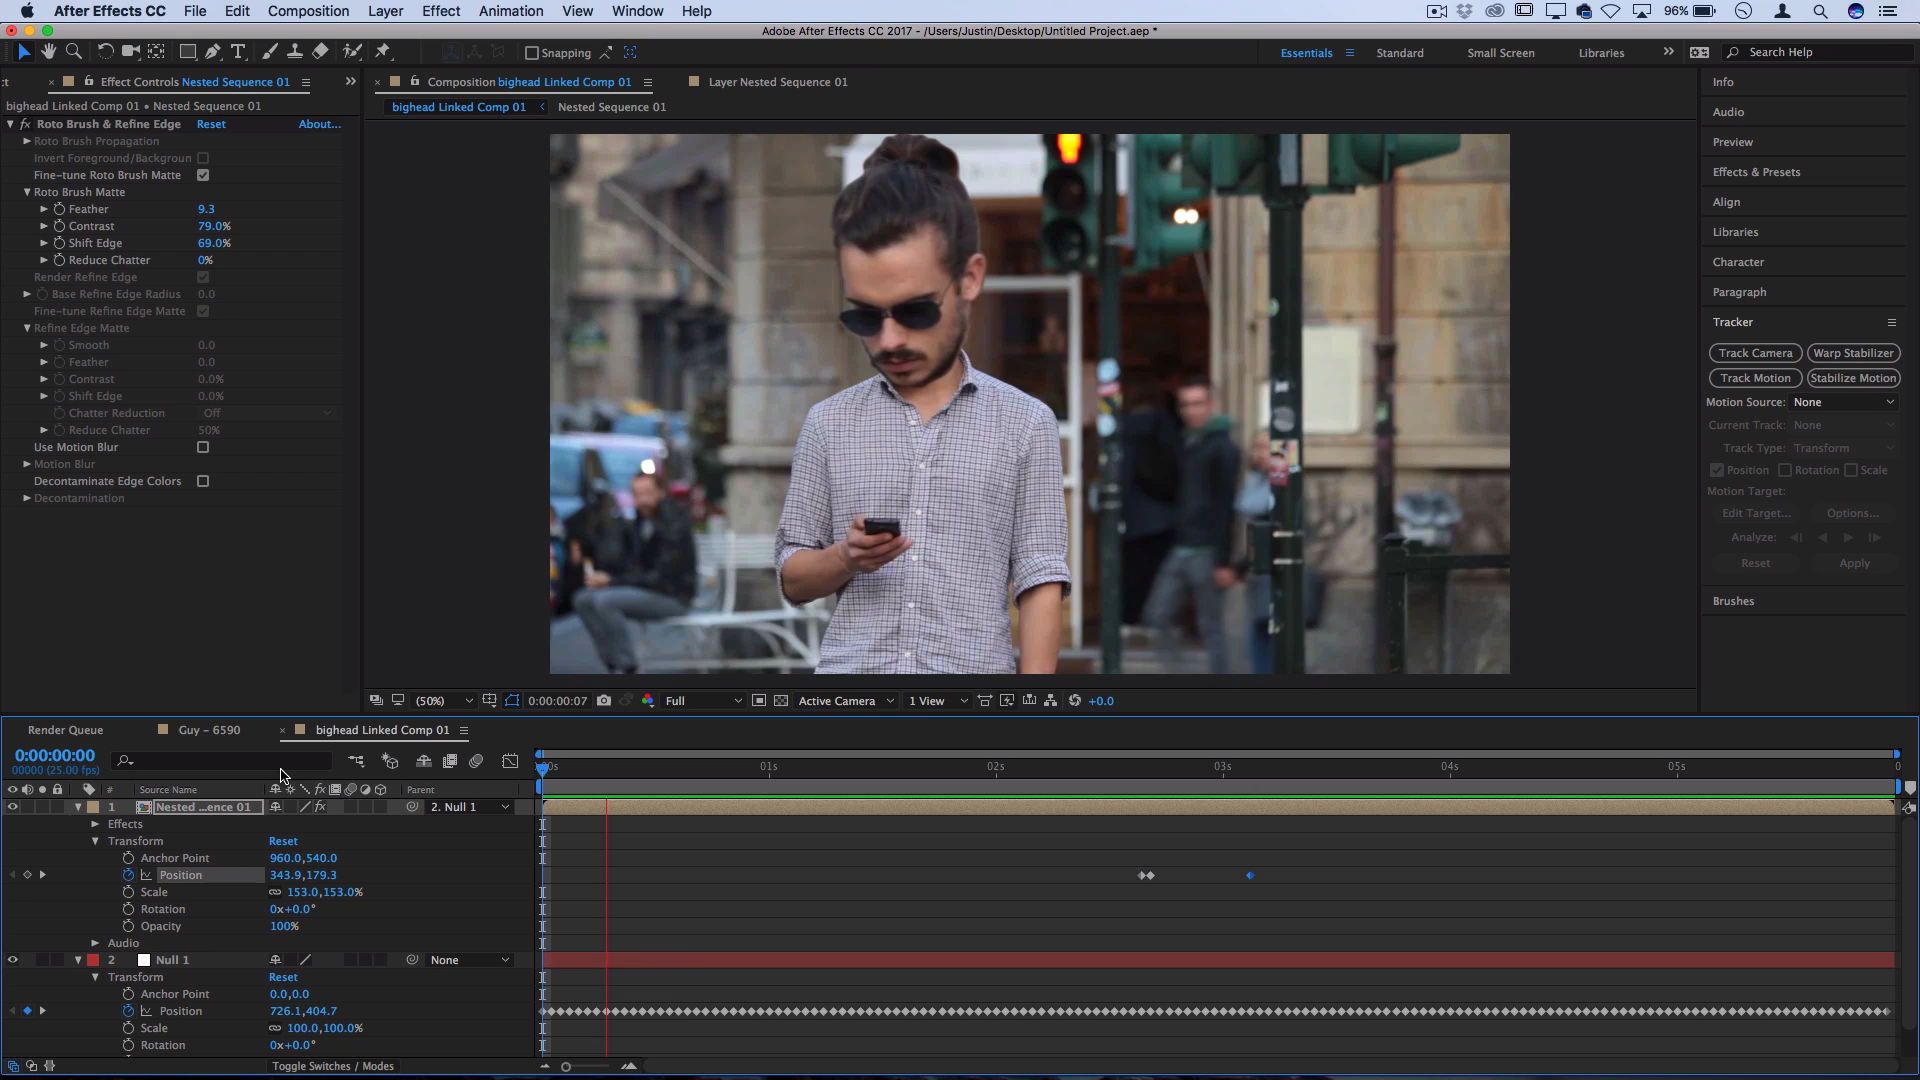 After Effects CC File Edit Composition Layer Effect Animation View Window Help 96%
Adobe After Effects CC 2017 - /Users/Justin/Desktop/Untitled Project.aep *
Snapping Essentials Standard Small Screen Libraries Search Help
Effect Controls Nested Sequence 01
bighead Linked Comp 01 • Nested Sequence 01
fx Roto Brush & Refine Edge Reset About...
Roto Brush Propagation
Invert Foreground/Backgroun
Fine-tune Roto Brush Matte
Roto Brush Matte
Feather 9.3
Contrast 79.0%
Shift Edge 69.0%
Reduce Chatter 0%
Render Refine Edge
Base Refine Edge Radius 0.0
Fine-tune Refine Edge Matte
Refine Edge Matte
Smooth 0.0
Feather 0.0
Contrast 0.0%
Shift Edge 0.0%
Chatter Reduction Off
Reduce Chatter 50%
Use Motion Blur
Motion Blur
Decontaminate Edge Colors
Decontamination
Composition bighead Linked Comp 01 Layer Nested Sequence 01
bighead Linked Comp 01 Nested Sequence 01
(50%) 0:00:00:07 Full Active Camera 1 View +0.0
Info
Audio
Preview
Effects & Presets
Align
Libraries
Character
Paragraph
Tracker
Track Camera Warp Stabilizer
Track Motion Stabilize Motion
Motion Source: None
Current Track: None
Track Type: Transform
Position Rotation Scale
Motion Target:
Edit Target... Options...
Analyze:
Reset Apply
Brushes
Render Queue Guy – 6590 bighead Linked Comp 01
0:00:00:00
00000 (25.00 fps)
00s 01s 02s 03s 04s 05s 0
# Source Name fx Parent
1 Nested ...ence 01 fx 2. Null 1
Effects
Transform Reset
Anchor Point 960.0,540.0
Position 343.9,179.3
Scale 153.0,153.0%
Rotation 0x+0.0°
Opacity 100%
Audio
2 Null 1 None
Transform Reset
Anchor Point 0.0,0.0
Position 726.1,404.7
Scale 100.0,100.0%
Rotation 0x+0.0°
Toggle Switches / Modes